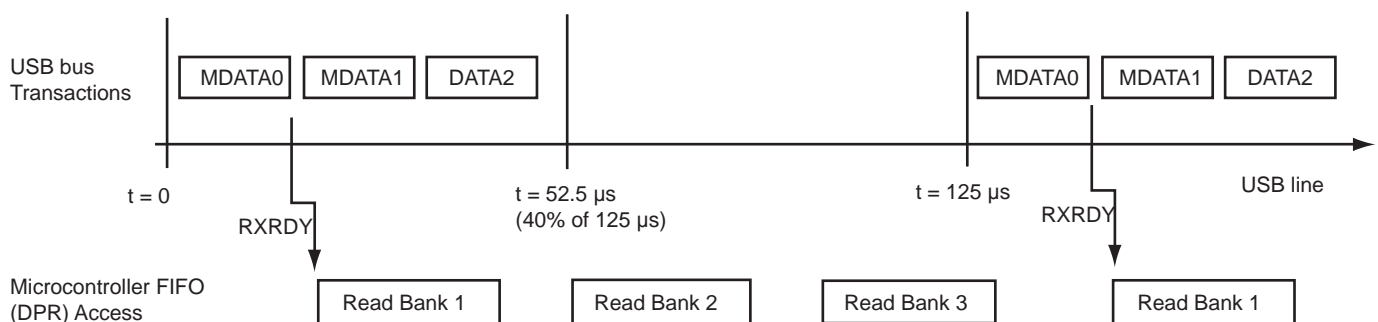 USB bus
Transactions
MDATA0
MDATA1
DATA2
MDATA0
MDATA1
DATA2
t = 0
t = 52.5 µs
(40% of 125 µs)
t = 125 µs
USB line
RXRDY
RXRDY
Microcontroller FIFO
(DPR) Access
Read Bank 1
Read Bank 2
Read Bank 3
Read Bank 1